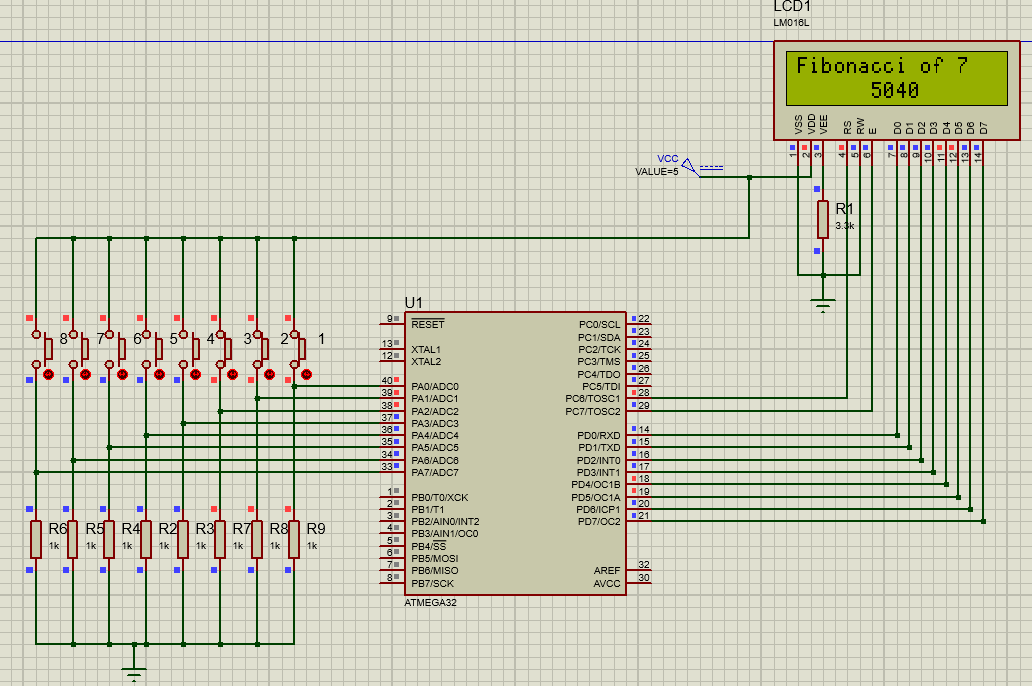 LCD1
LM016L
Fibonacci of 7
5040
VSS VDD VEE RS RW E D0 D1 D2 D3 D4 D5 D6 D7
1 2 3 4 5 6 7 8 9 10 11 12 13 14
VCC
VALUE=5
R1
3.3k
U1
9 RESET
13 XTAL1
12 XTAL2
40 PA0/ADC0
39 PA1/ADC1
38 PA2/ADC2
37 PA3/ADC3
36 PA4/ADC4
35 PA5/ADC5
34 PA6/ADC6
33 PA7/ADC7
1 PB0/T0/XCK
2 PB1/T1
3 PB2/AIN0/INT2
4 PB3/AIN1/OC0
5 PB4/SS
6 PB5/MOSI
7 PB6/MISO
8 PB7/SCK
PC0/SCL 22
PC1/SDA 23
PC2/TCK 24
PC3/TMS 25
PC4/TDO 26
PC5/TDI 27
PC6/TOSC1 28
PC7/TOSC2 29
PD0/RXD 14
PD1/TXD 15
PD2/INT0 16
PD3/INT1 17
PD4/OC1B 18
PD5/OC1A 19
PD6/ICP1 20
PD7/OC2 21
AREF 32
AVCC 30
ATMEGA32
8 7 6 5 4 3 2 1
R6 R5 R4 R2 R3 R7 R8 R9
1k 1k 1k 1k 1k 1k 1k 1k